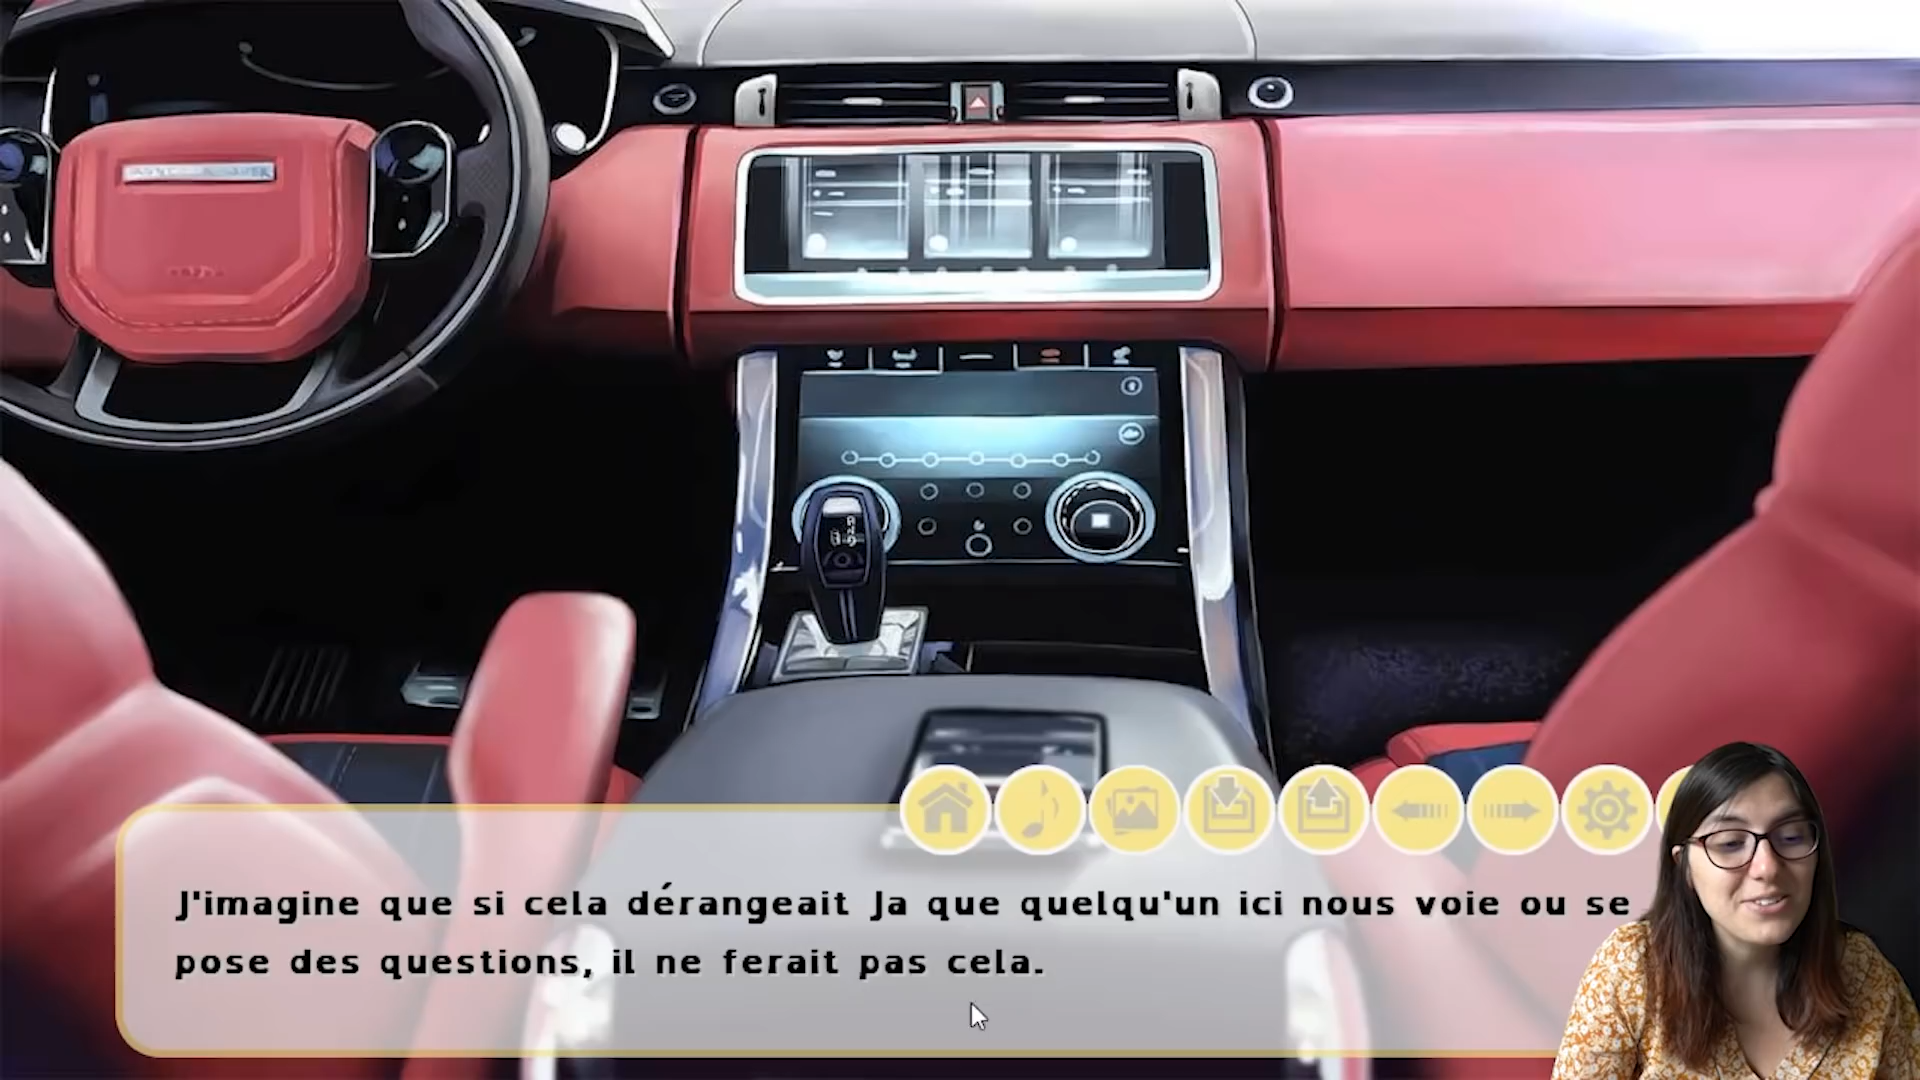 J'imagine que si cela dérangeait Ja que quelqu'un ici nous voie ou se
pose des questions, il ne ferait pas cela.